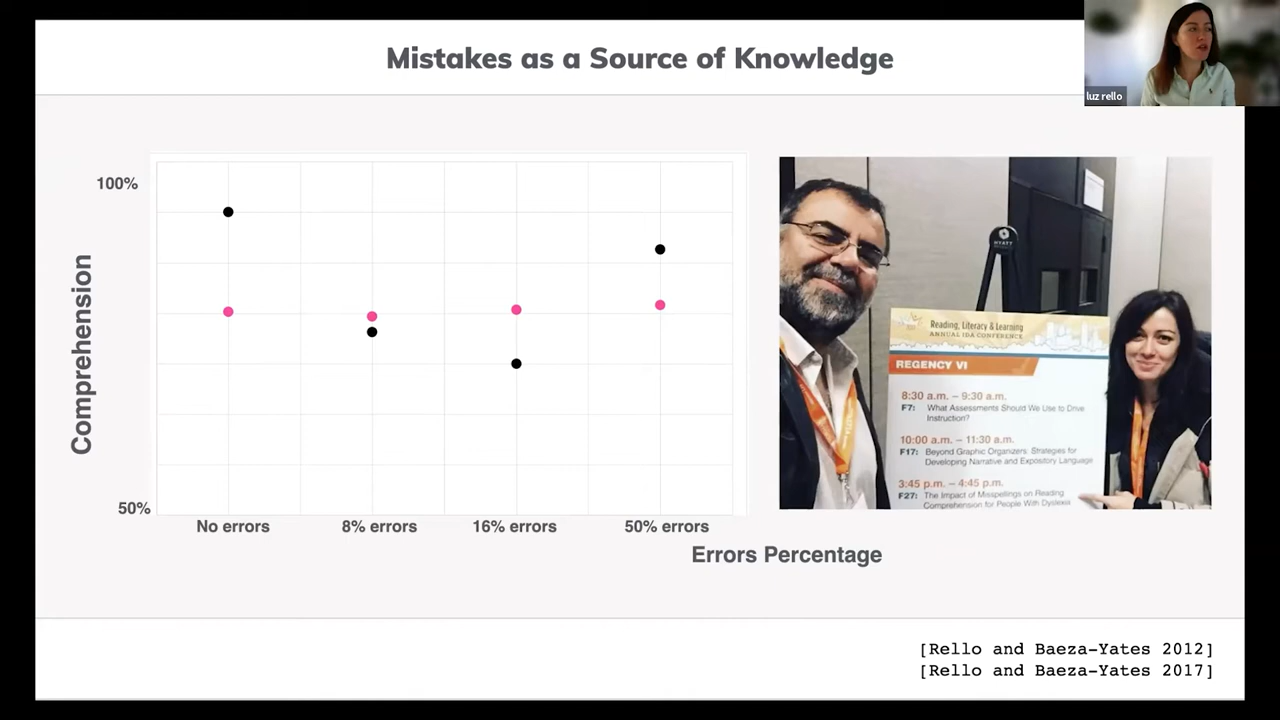 Mistakes as a Source of Knowledge
luz rello
100%
Comprehension
50%
No errors
8% errors
16% errors
50% errors
Errors Percentage
HYATT
Reading, Literacy & Learning
ANNUAL IDA CONFERENCE
REGENCY VI
8:30 a.m. – 9:30 a.m.
F7: What Assessments Should We Use to Drive
Instruction?
10:00 a.m. – 11:30 a.m.
F17: Beyond Graphic Organizers: Strategies for
Developing Narrative and Expository Language
3:45 p.m. – 4:45 p.m.
F27: The Impact of Misspellings on Reading
Comprehension for People With Dyslexia
[Rello and Baeza-Yates 2012]
[Rello and Baeza-Yates 2017]